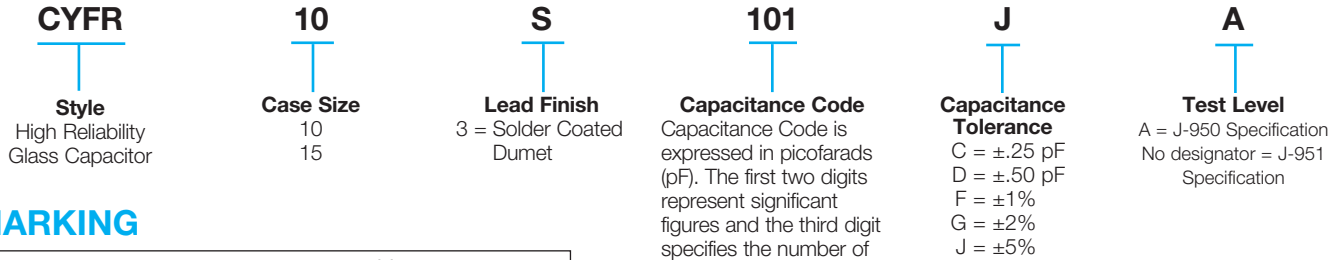 CYFR 10 S 101 J A
Style
High Reliability
Glass Capacitor
Case Size
10
15
Lead Finish
3 = Solder Coated
Dumet
Capacitance Code
Capacitance Code is
expressed in picofarads
(pF). The first two digits
represent significant
figures and the third digit
specifies the number of
Capacitance
Tolerance
C = ±.25 pF
D = ±.50 pF
F = ±1%
G = ±2%
J = ±5%
Test Level
A = J-950 Specification
No designator = J-951
Specification
ARKING